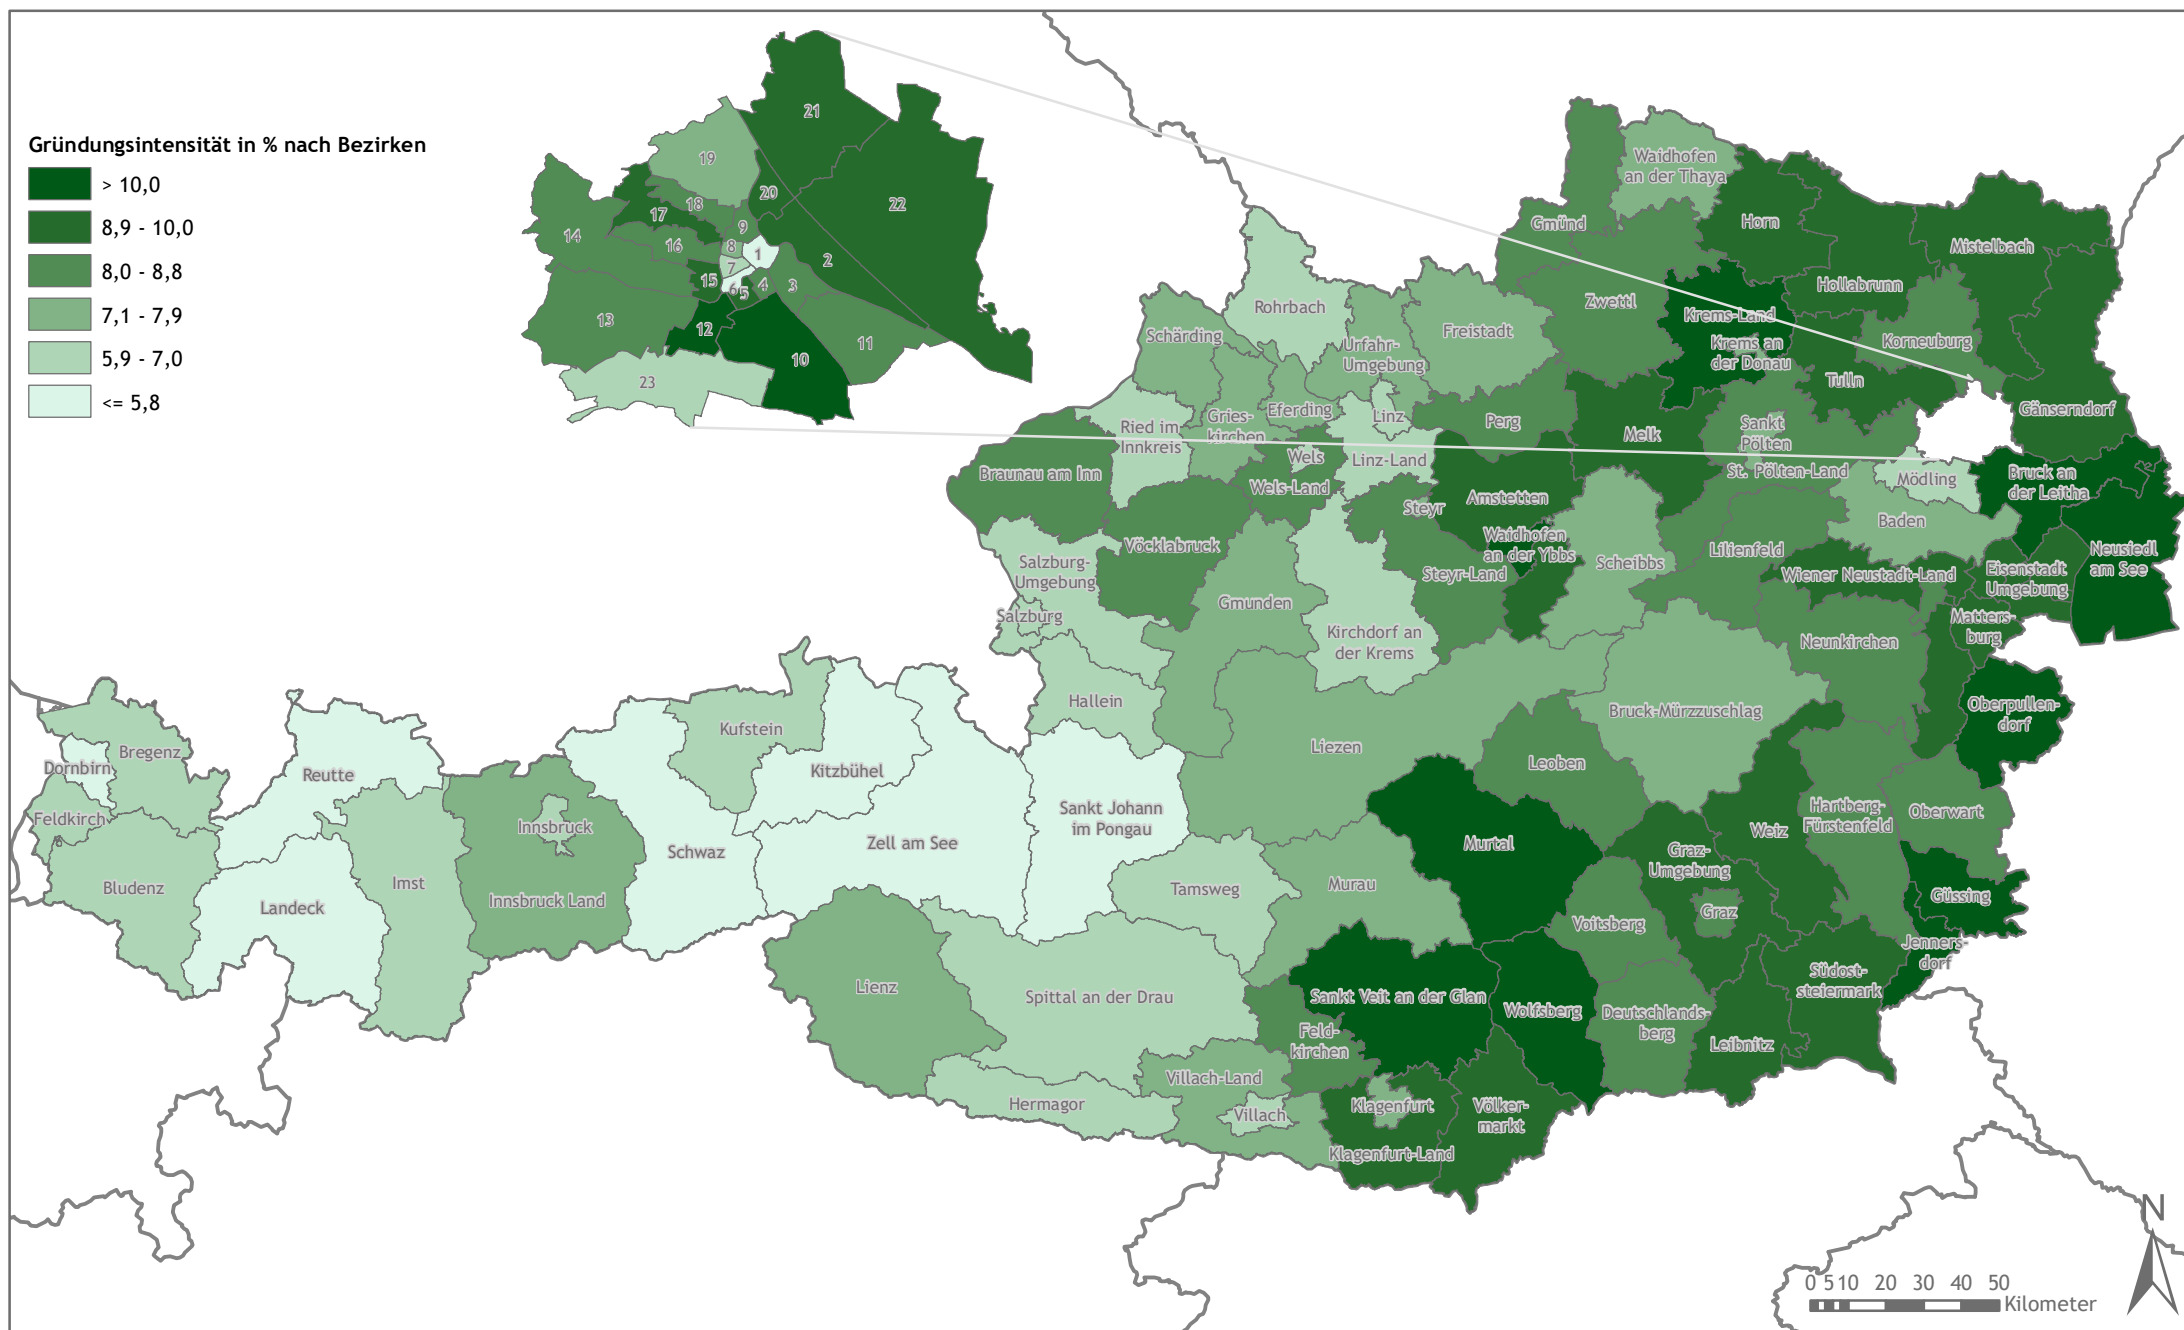 Gründungsintensität in % nach Bezirken
> 10,0
8,9 - 10,0
8,0 - 8,8
7,1 - 7,9
5,9 - 7,0
<= 5,8
21
19
20
22
18
17
9
14
16
8
1
2
7
15
6
5
4
3
13
12
11
10
23
Waidhofen
an der Thaya
Gmünd
Horn
Mistelbach
Hollabrunn
Zwettl
Rohrbach
Krems-Land
Schärding
Freistadt
Urfahr-
Umgebung
Krems an
der Donau
Korneuburg
Tulln
Gries-
kirchen
Eferding
Linz
Perg
Melk
Sankt
Pölten
Gänserndorf
Ried im
Innkreis
Wels
Linz-Land
St. Pölten-Land
Mödling
Bruck an
der Leitha
Braunau am Inn
Wels-Land
Steyr
Amstetten
Baden
Vöcklabruck
Waidhofen
an der Ybbs
Scheibbs
Lilienfeld
Neusiedl
am See
Salzburg-
Umgebung
Steyr-Land
Wiener Neustadt-Land
Eisenstadt
Umgebung
Salzburg
Gmunden
Matters-
burg
Kirchdorf an
der Krems
Neunkirchen
Hallein
Bruck-Mürzzuschlag
Oberpullen-
dorf
Bregenz
Kufstein
Liezen
Dornbirn
Reutte
Kitzbühel
Leoben
Feldkirch
Innsbruck
Sankt Johann
im Pongau
Hartberg-
Fürstenfeld
Oberwart
Schwaz
Zell am See
Murtal
Weiz
Graz-
Umgebung
Bludenz
Imst
Tamsweg
Murau
Landeck
Innsbruck Land
Graz
Güssing
Voitsberg
Jenners-
dorf
Lienz
Spittal an der Drau
Sankt Veit an der Glan
Wolfsberg
Südost-
steiermark
Deutschlands-
berg
Feld-
kirchen
Leibnitz
Villach-Land
Hermagor
Villach
Klagenfurt
Völker-
markt
Klagenfurt-Land
N
0 5 10 20 30 40 50
Kilometer